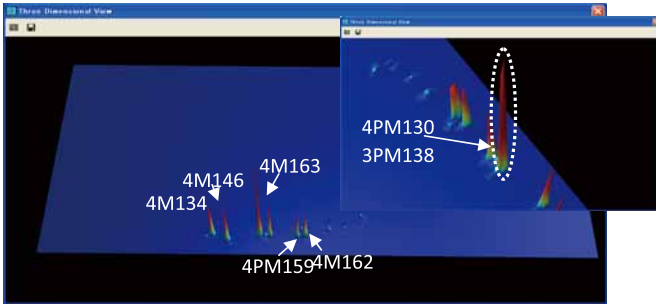 Three Dimensional View
Three Dimensional View
4PM130
3PM138
4M163
4M146
4M134
4PM159
4M162